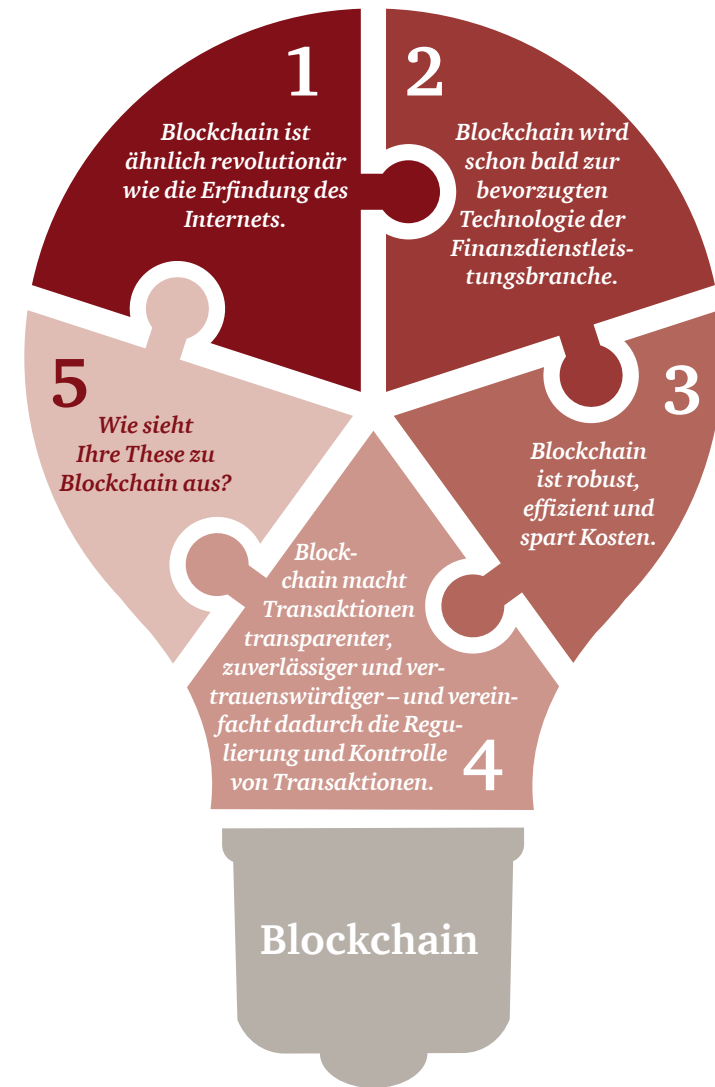 1
Blockchain ist
ähnlich revolutionär
wie die Erfindung des
Internets.
2
Blockchain wird
schon bald zur
bevorzugten
Technologie der
Finanzdienstleis-
tungsbranche.
3
Blockchain
ist robust,
effizient und
spart Kosten.
Block-
chain macht
Transaktionen
transparenter,
zuverlässiger und ver-
trauenswürdiger – und verein-
facht dadurch die Regu-
lierung und Kontrolle
von Transaktionen.
4
5
Wie sieht
Ihre These zu
Blockchain aus?
Blockchain